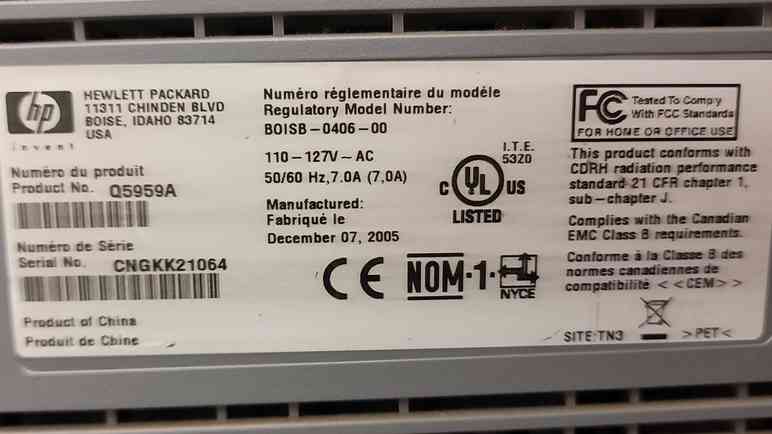 hp
invent
HEWLETT PACKARD
11311 CHINDEN BLVD
BOISE, IDAHO 83714
USA
Numéro du produit
Product No. Q5959A
Numéro de Série
Serial No. CNGKK21064
Product of China
Produit de Chine
Numéro réglementaire du modéle
Regulatory Model Number:
BOISB-0406-00
110-127V-AC
50/60 Hz,7.0A (7,0A)
Manufactured:
Fabriqué le
December 07, 2005
I.T.E.
53Z0
C UL US
LISTED
CE
NOM-1-
NYCE
FC Tested To Comply
With FCC Standards
FOR HOME OR OFFICE USE
This product conforms with
CDRH radiation performance
standard 21 CFR chapter 1,
sub-chapter J.
Complies with the Canadian
EMC Class B requirements.
Conforme à la Classe B des
normes canadiennes de
compatibilité <<CEM>>
SITE:TN3 >PET<